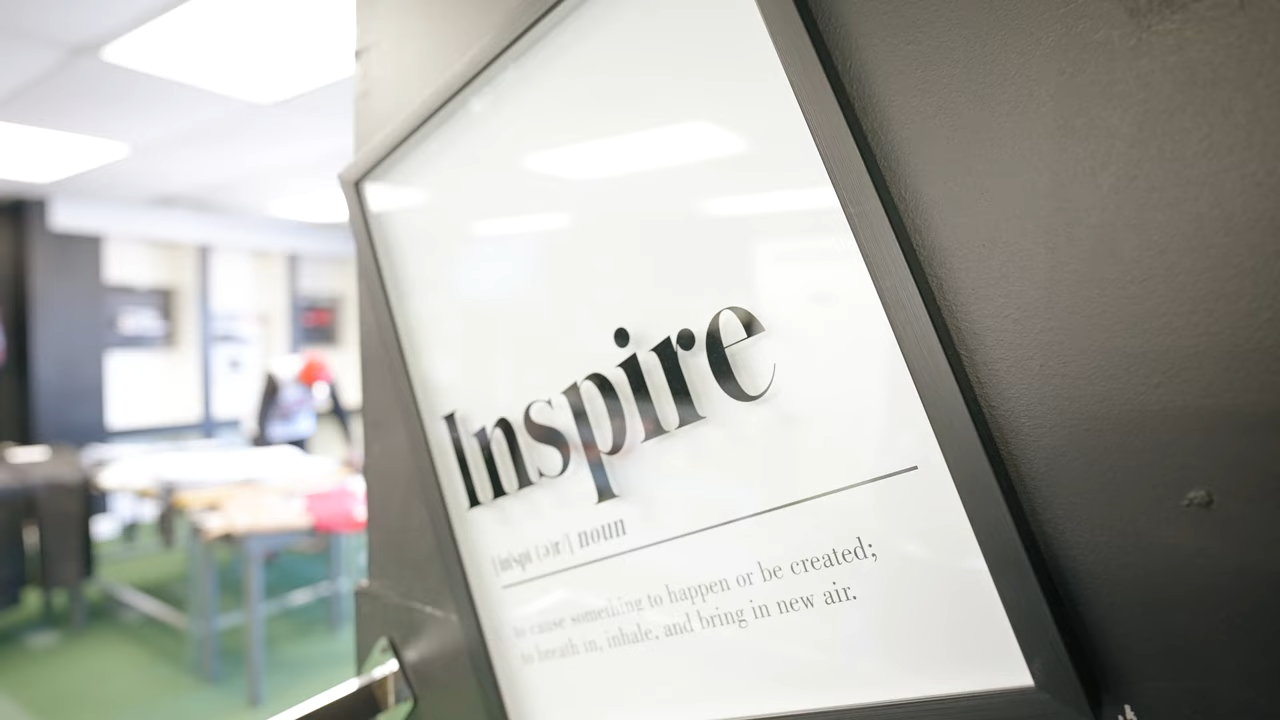 Inspire
[inˈspī(ə)r] noun
to cause something to happen or be created;
to breath in, inhale, and bring in new air.